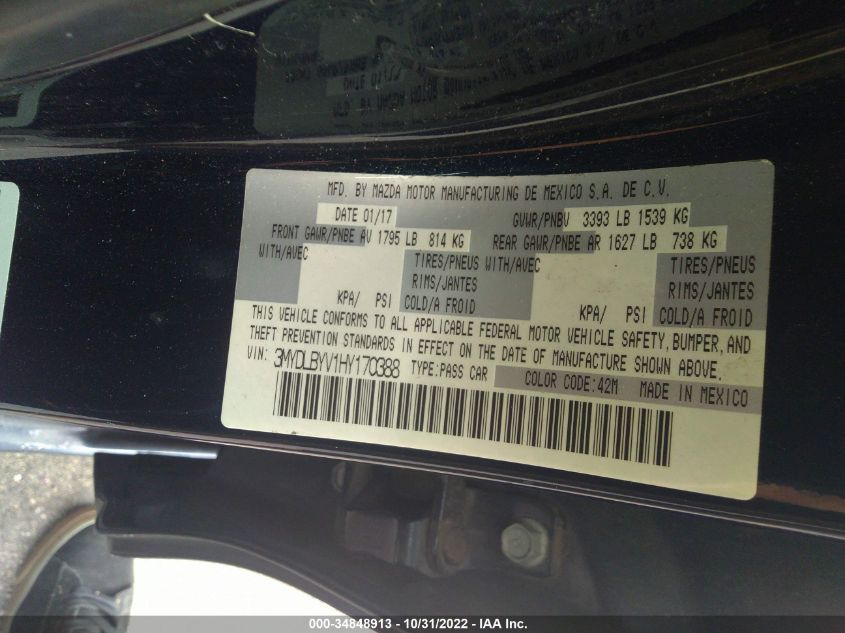 MFD. BY MAZDA MOTOR MANUFACTURING DE MEXICO S.A. DE C.V.
DATE 01/17 GVWR/PNBV 3393 LB 1539 KG
FRONT GAWR/PNBE AV 1795 LB 814 KG REAR GAWR/PNBE AR 1627 LB 738 KG
WITH/AVEC TIRES/PNEUS WITH/AVEC TIRES/PNEUS
RIMS/JANTES RIMS/JANTES
KPA/ PSI COLD/A FROID KPA/ PSI COLD/A FROID
THIS VEHICLE CONFORMS TO ALL APPLICABLE FEDERAL MOTOR VEHICLE SAFETY, BUMPER, AND
THEFT PREVENTION STANDARDS IN EFFECT ON THE DATE OF MANUFACTURE SHOWN ABOVE.
VIN: 3MYDLBYV1HY170388 TYPE:PASS CAR COLOR CODE:42M MADE IN MEXICO
000-34848913 - 10/31/2022 - IAA Inc.